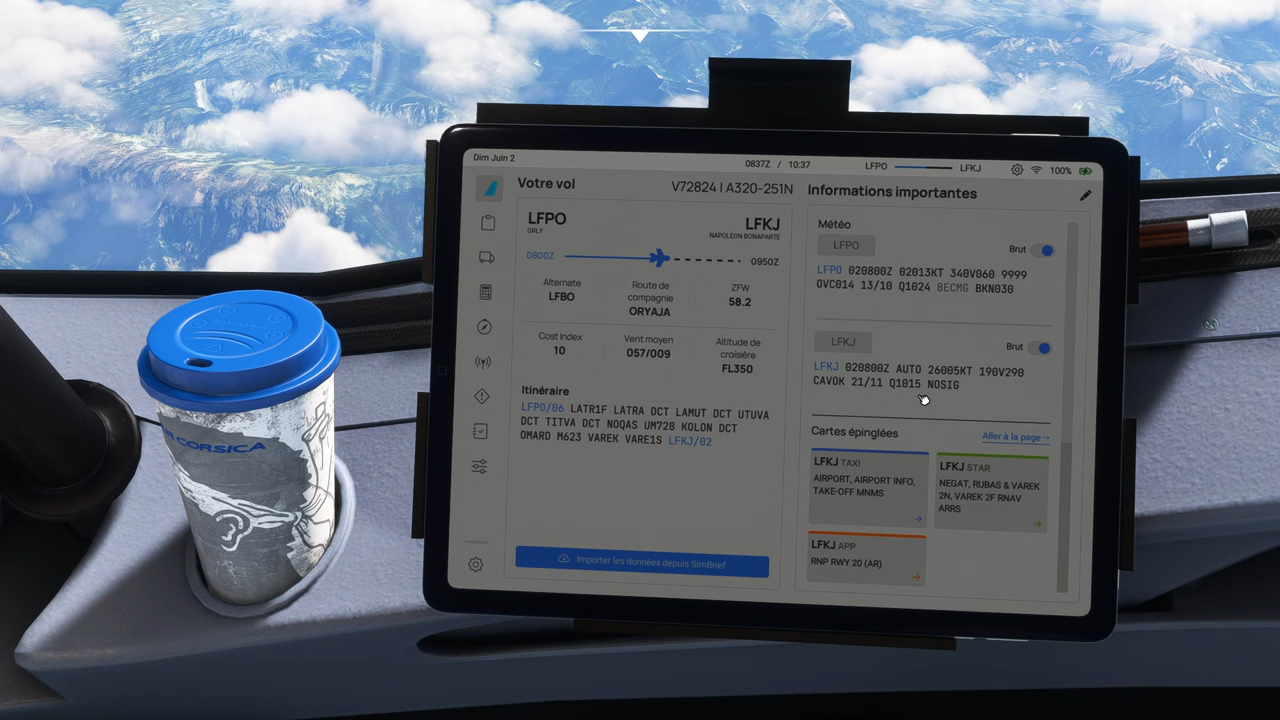 Dim Juin 2
0837Z / 10:37
LFPO LFKJ
100%
Votre vol
V72824 | A320-251N
LFPO
LFKJ
ORLY
NAPOLEON BONAPARTE
0800Z
0950Z
Alternate
LFBO
Route de
compagnie
ORYAJA
ZFW
58.2
Cost Index
10
Vent moyen
057/009
Altitude de
croisière
FL350
Itinéraire
LFPO/06 LATR1F LATRA DCT LAMUT DCT UTUVA
DCT TITVA DCT NOQAS UM728 KOLON DCT
OMARD M623 VAREK VARE1S LFKJ/02
Importer les données depuis SimBrief
Informations importantes
Météo
LFPO
Brut
LFPO 020800Z 02013KT 340V060 9999
OVC014 13/10 Q1024 BECMG BKN030
LFKJ
Brut
LFKJ 020800Z AUTO 26005KT 190V290
CAVOK 21/11 Q1015 NOSIG
Cartes épinglées
Aller à la page→
LFKJ TAXI
AIRPORT, AIRPORT INFO,
TAKE-OFF MNMS
LFKJ STAR
NEGAT, RUBAS & VAREK
2N, VAREK 2F RNAV
ARRS
LFKJ APP
RNP RWY 20 (AR)
CORSICA